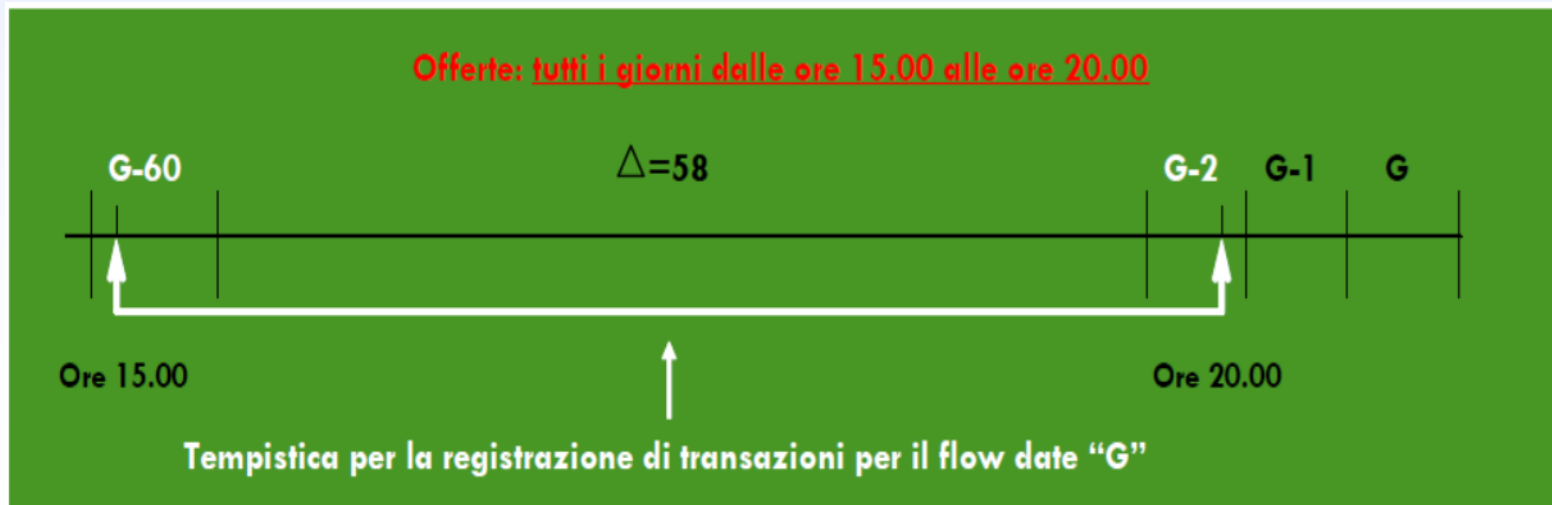 Offerte: tutti i giorni dalle ore 15.00 alle ore 20.00
G-60 △=58 G-2 G-1 G
Ore 15.00 Ore 20.00
Tempistica per la registrazione di transazioni per il flow date “G”